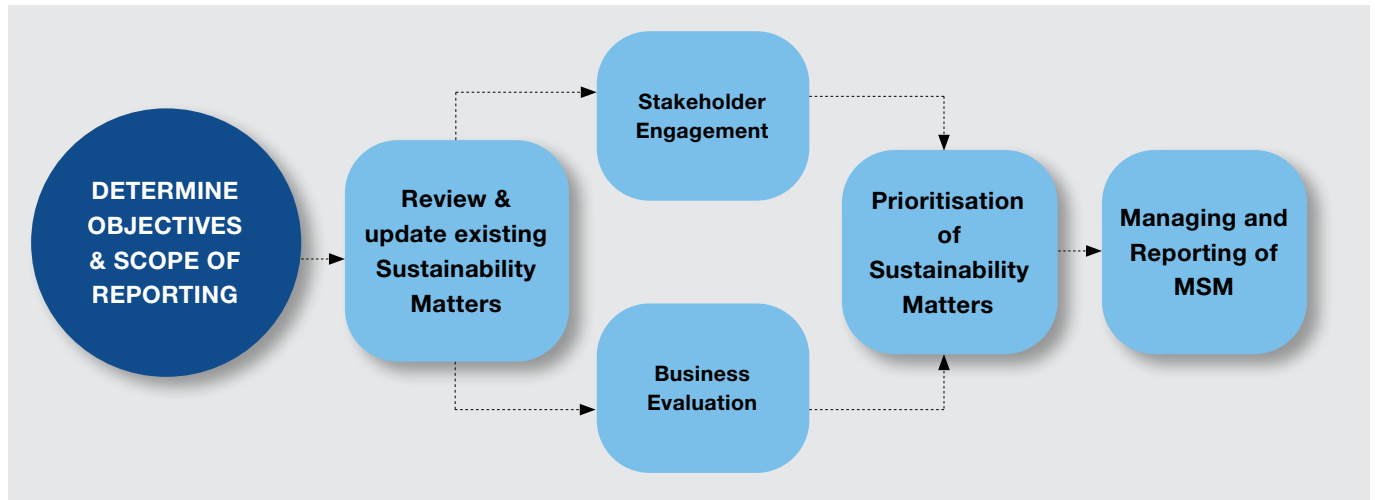 DETERMINE
OBJECTIVES
& SCOPE OF
REPORTING
Review &
update existing
Sustainability
Matters
Stakeholder
Engagement
Business
Evaluation
Prioritisation
of
Sustainability
Matters
Managing and
Reporting of
MSM